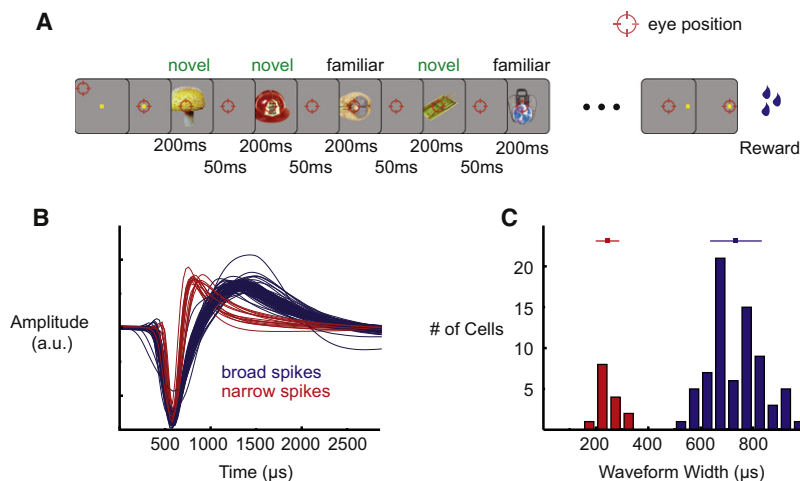 A
eye position
novel novel familiar novel familiar
200ms 200ms 200ms 200ms 200ms
50ms 50ms 50ms 50ms
Reward
B
Amplitude
(a.u.)
broad spikes
narrow spikes
500 1000 1500 2000 2500
Time (µs)
C
20
15
10
5
# of Cells
200 400 600 800
Waveform Width (µs)